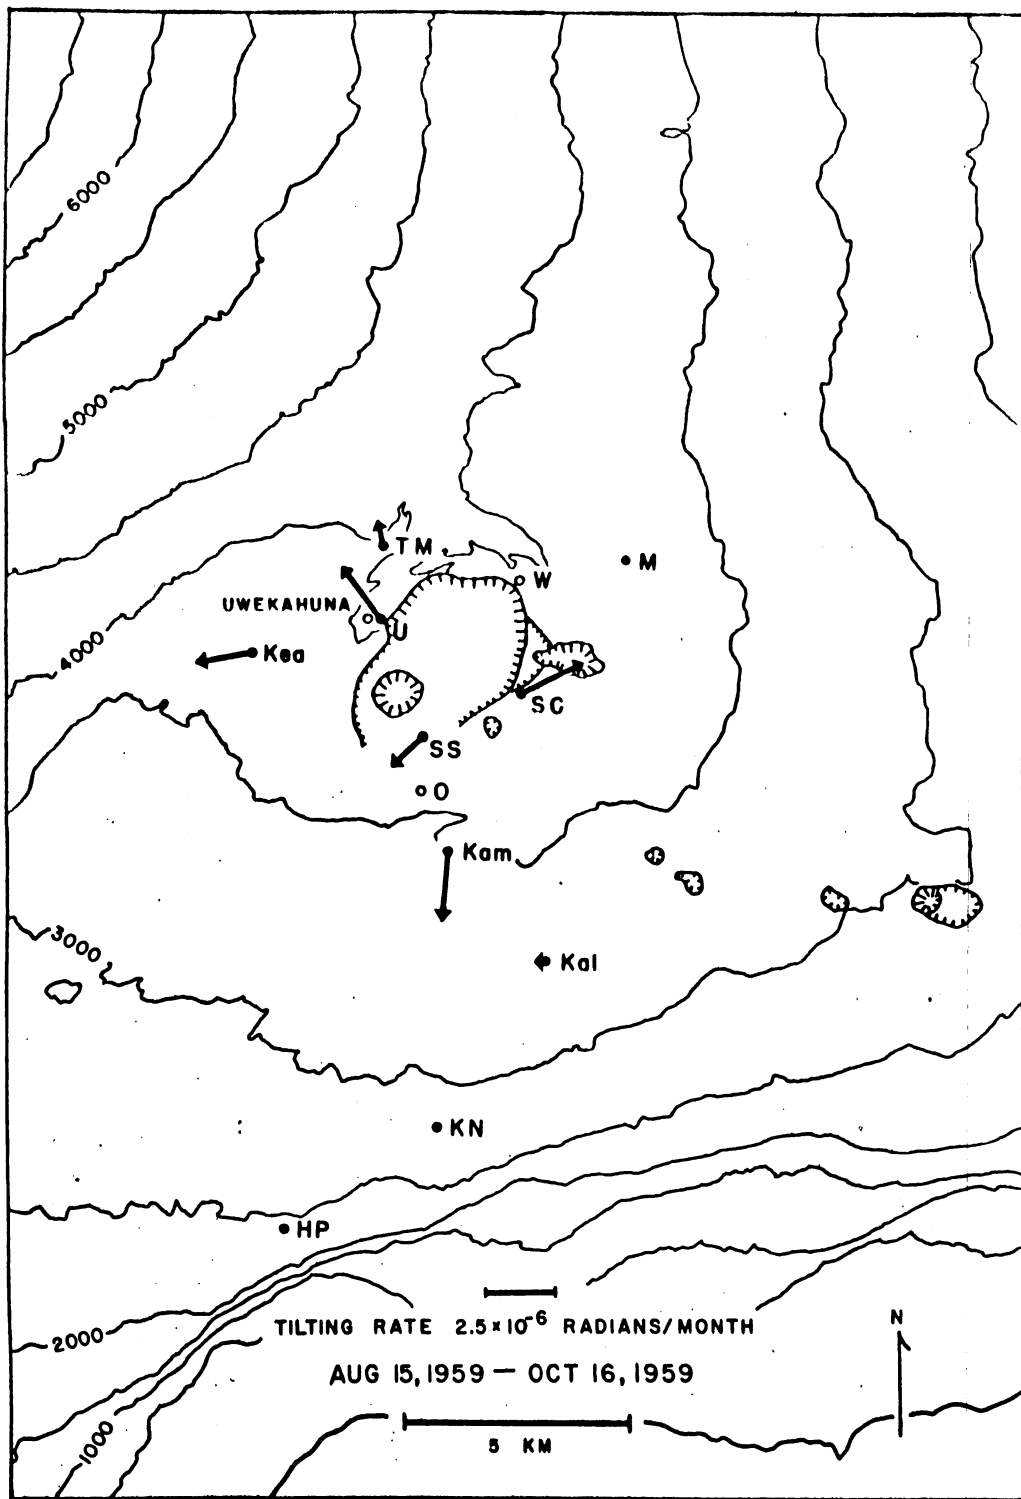 6000
5000
TM
M
W
UWEKAHUNA
U
4000
Kea
SC
SS
O
Kam
3000
Kal
KN
HP
2000
TILTING RATE 2.5×10⁻⁶ RADIANS/MONTH
N
AUG 15, 1959 — OCT 16, 1959
1000
5 KM